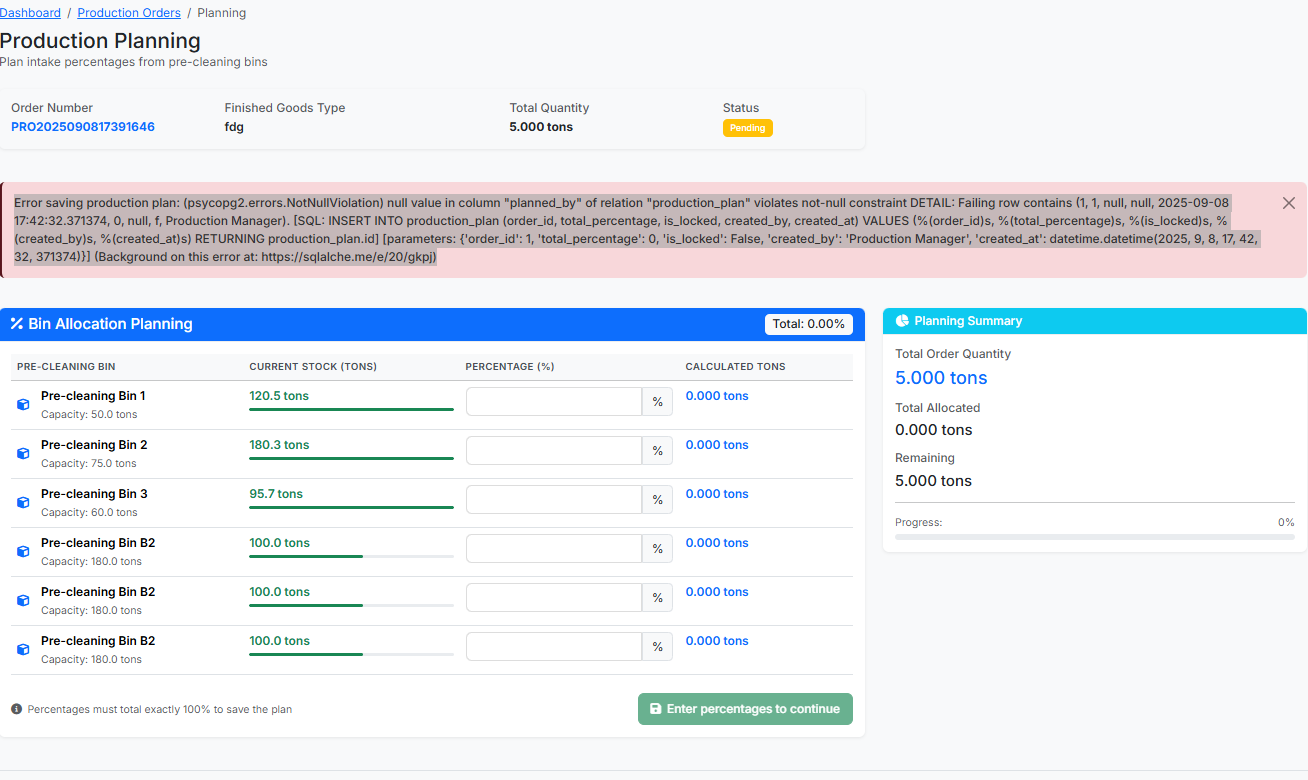 Dashboard / Production Orders / Planning
Production Planning
Plan intake percentages from pre-cleaning bins
Order Number Finished Goods Type Total Quantity Status
PRO2025090817391646 fdg 5.000 tons Pending
Error saving production plan: (psycopg2.errors.NotNullViolation) null value in column "planned_by" of relation "production_plan" violates not-null constraint DETAIL: Failing row contains (1, 1, null, null, 2025-09-08
17:42:32.371374, 0, null, f, Production Manager). [SQL: INSERT INTO production_plan (order_id, total_percentage, is_locked, created_by, created_at) VALUES (%(order_id)s, %(total_percentage)s, %(is_locked)s, %
(created_by)s, %(created_at)s) RETURNING production_plan.id] [parameters: {'order_id': 1, 'total_percentage': 0, 'is_locked': False, 'created_by': 'Production Manager', 'created_at': datetime.datetime(2025, 9, 8, 17, 42,
32, 371374)}] (Background on this error at: https://sqlalche.me/e/20/gkpj)
Bin Allocation Planning Total: 0.00%
PRE-CLEANING BIN CURRENT STOCK (TONS) PERCENTAGE (%) CALCULATED TONS
Pre-cleaning Bin 1 120.5 tons % 0.000 tons
Capacity: 50.0 tons
Pre-cleaning Bin 2 180.3 tons % 0.000 tons
Capacity: 75.0 tons
Pre-cleaning Bin 3 95.7 tons % 0.000 tons
Capacity: 60.0 tons
Pre-cleaning Bin B2 100.0 tons % 0.000 tons
Capacity: 180.0 tons
Pre-cleaning Bin B2 100.0 tons % 0.000 tons
Capacity: 180.0 tons
Pre-cleaning Bin B2 100.0 tons % 0.000 tons
Capacity: 180.0 tons
Percentages must total exactly 100% to save the plan
Enter percentages to continue
Planning Summary
Total Order Quantity
5.000 tons
Total Allocated
0.000 tons
Remaining
5.000 tons
Progress: 0%